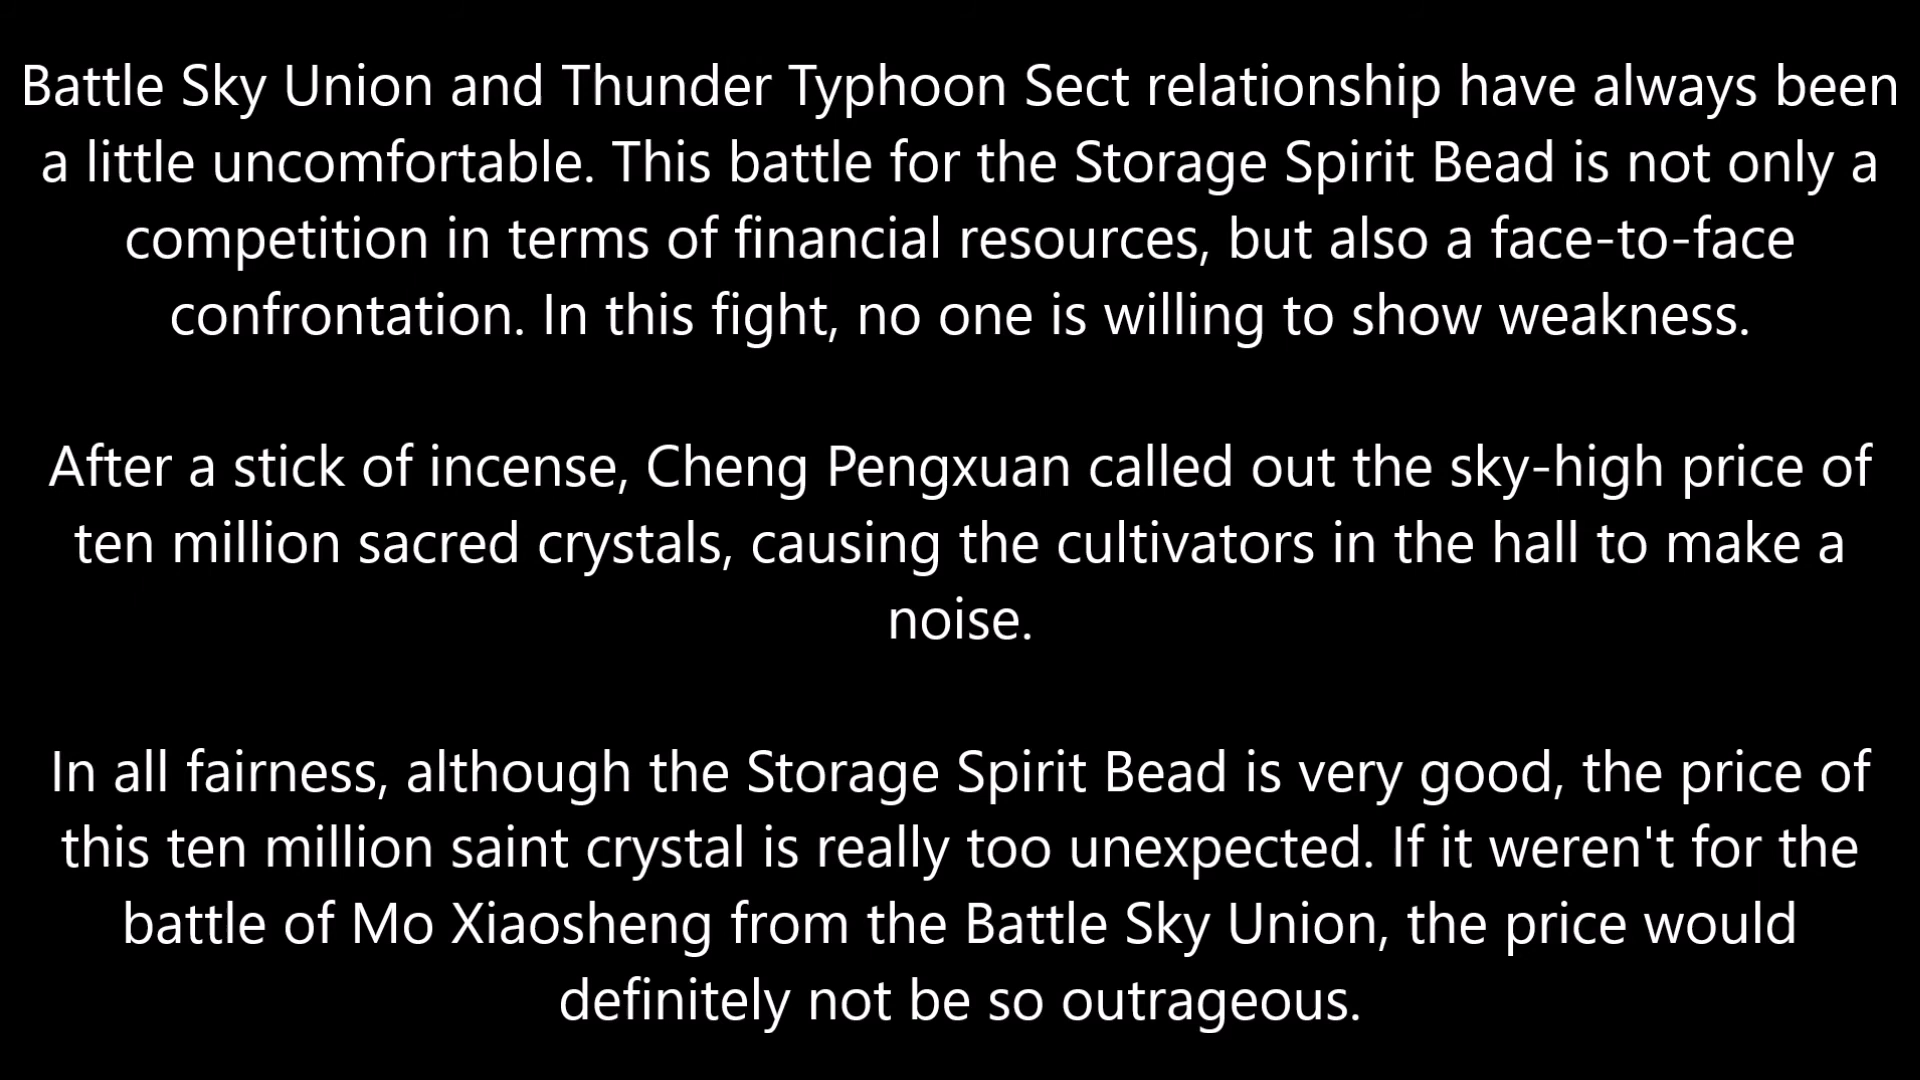 Battle Sky Union and Thunder Typhoon Sect relationship have always been
a little uncomfortable. This battle for the Storage Spirit Bead is not only a
competition in terms of financial resources, but also a face-to-face
confrontation. In this fight, no one is willing to show weakness.
After a stick of incense, Cheng Pengxuan called out the sky-high price of
ten million sacred crystals, causing the cultivators in the hall to make a
noise.
In all fairness, although the Storage Spirit Bead is very good, the price of
this ten million saint crystal is really too unexpected. If it weren't for the
battle of Mo Xiaosheng from the Battle Sky Union, the price would
definitely not be so outrageous.